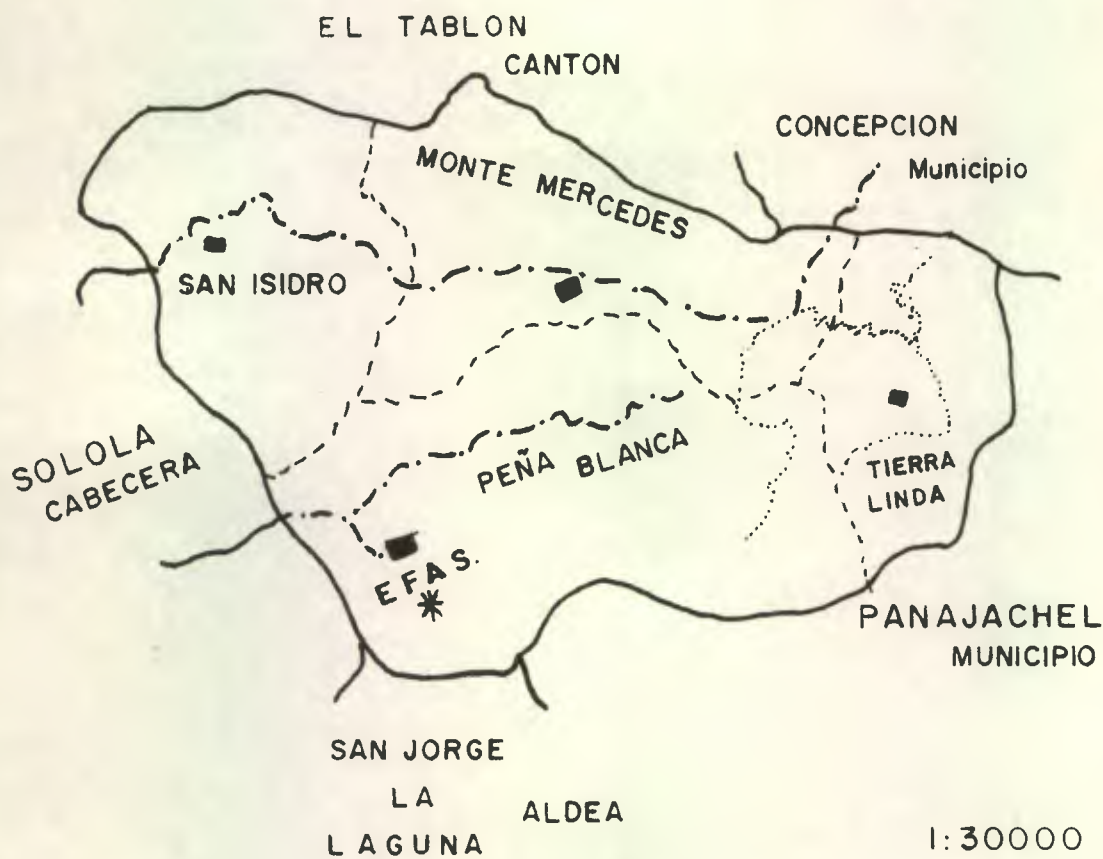 EL TABLON
CANTON
CONCEPCION
Municipio
MONTE MERCEDES
SAN ISIDRO
SOLOLA
CABECERA
PEÑA BLANCA
TIERRA
LINDA
EFAS.
PANAJACHEL
MUNICIPIO
SAN JORGE
LA
ALDEA
LAGUNA
1:30000